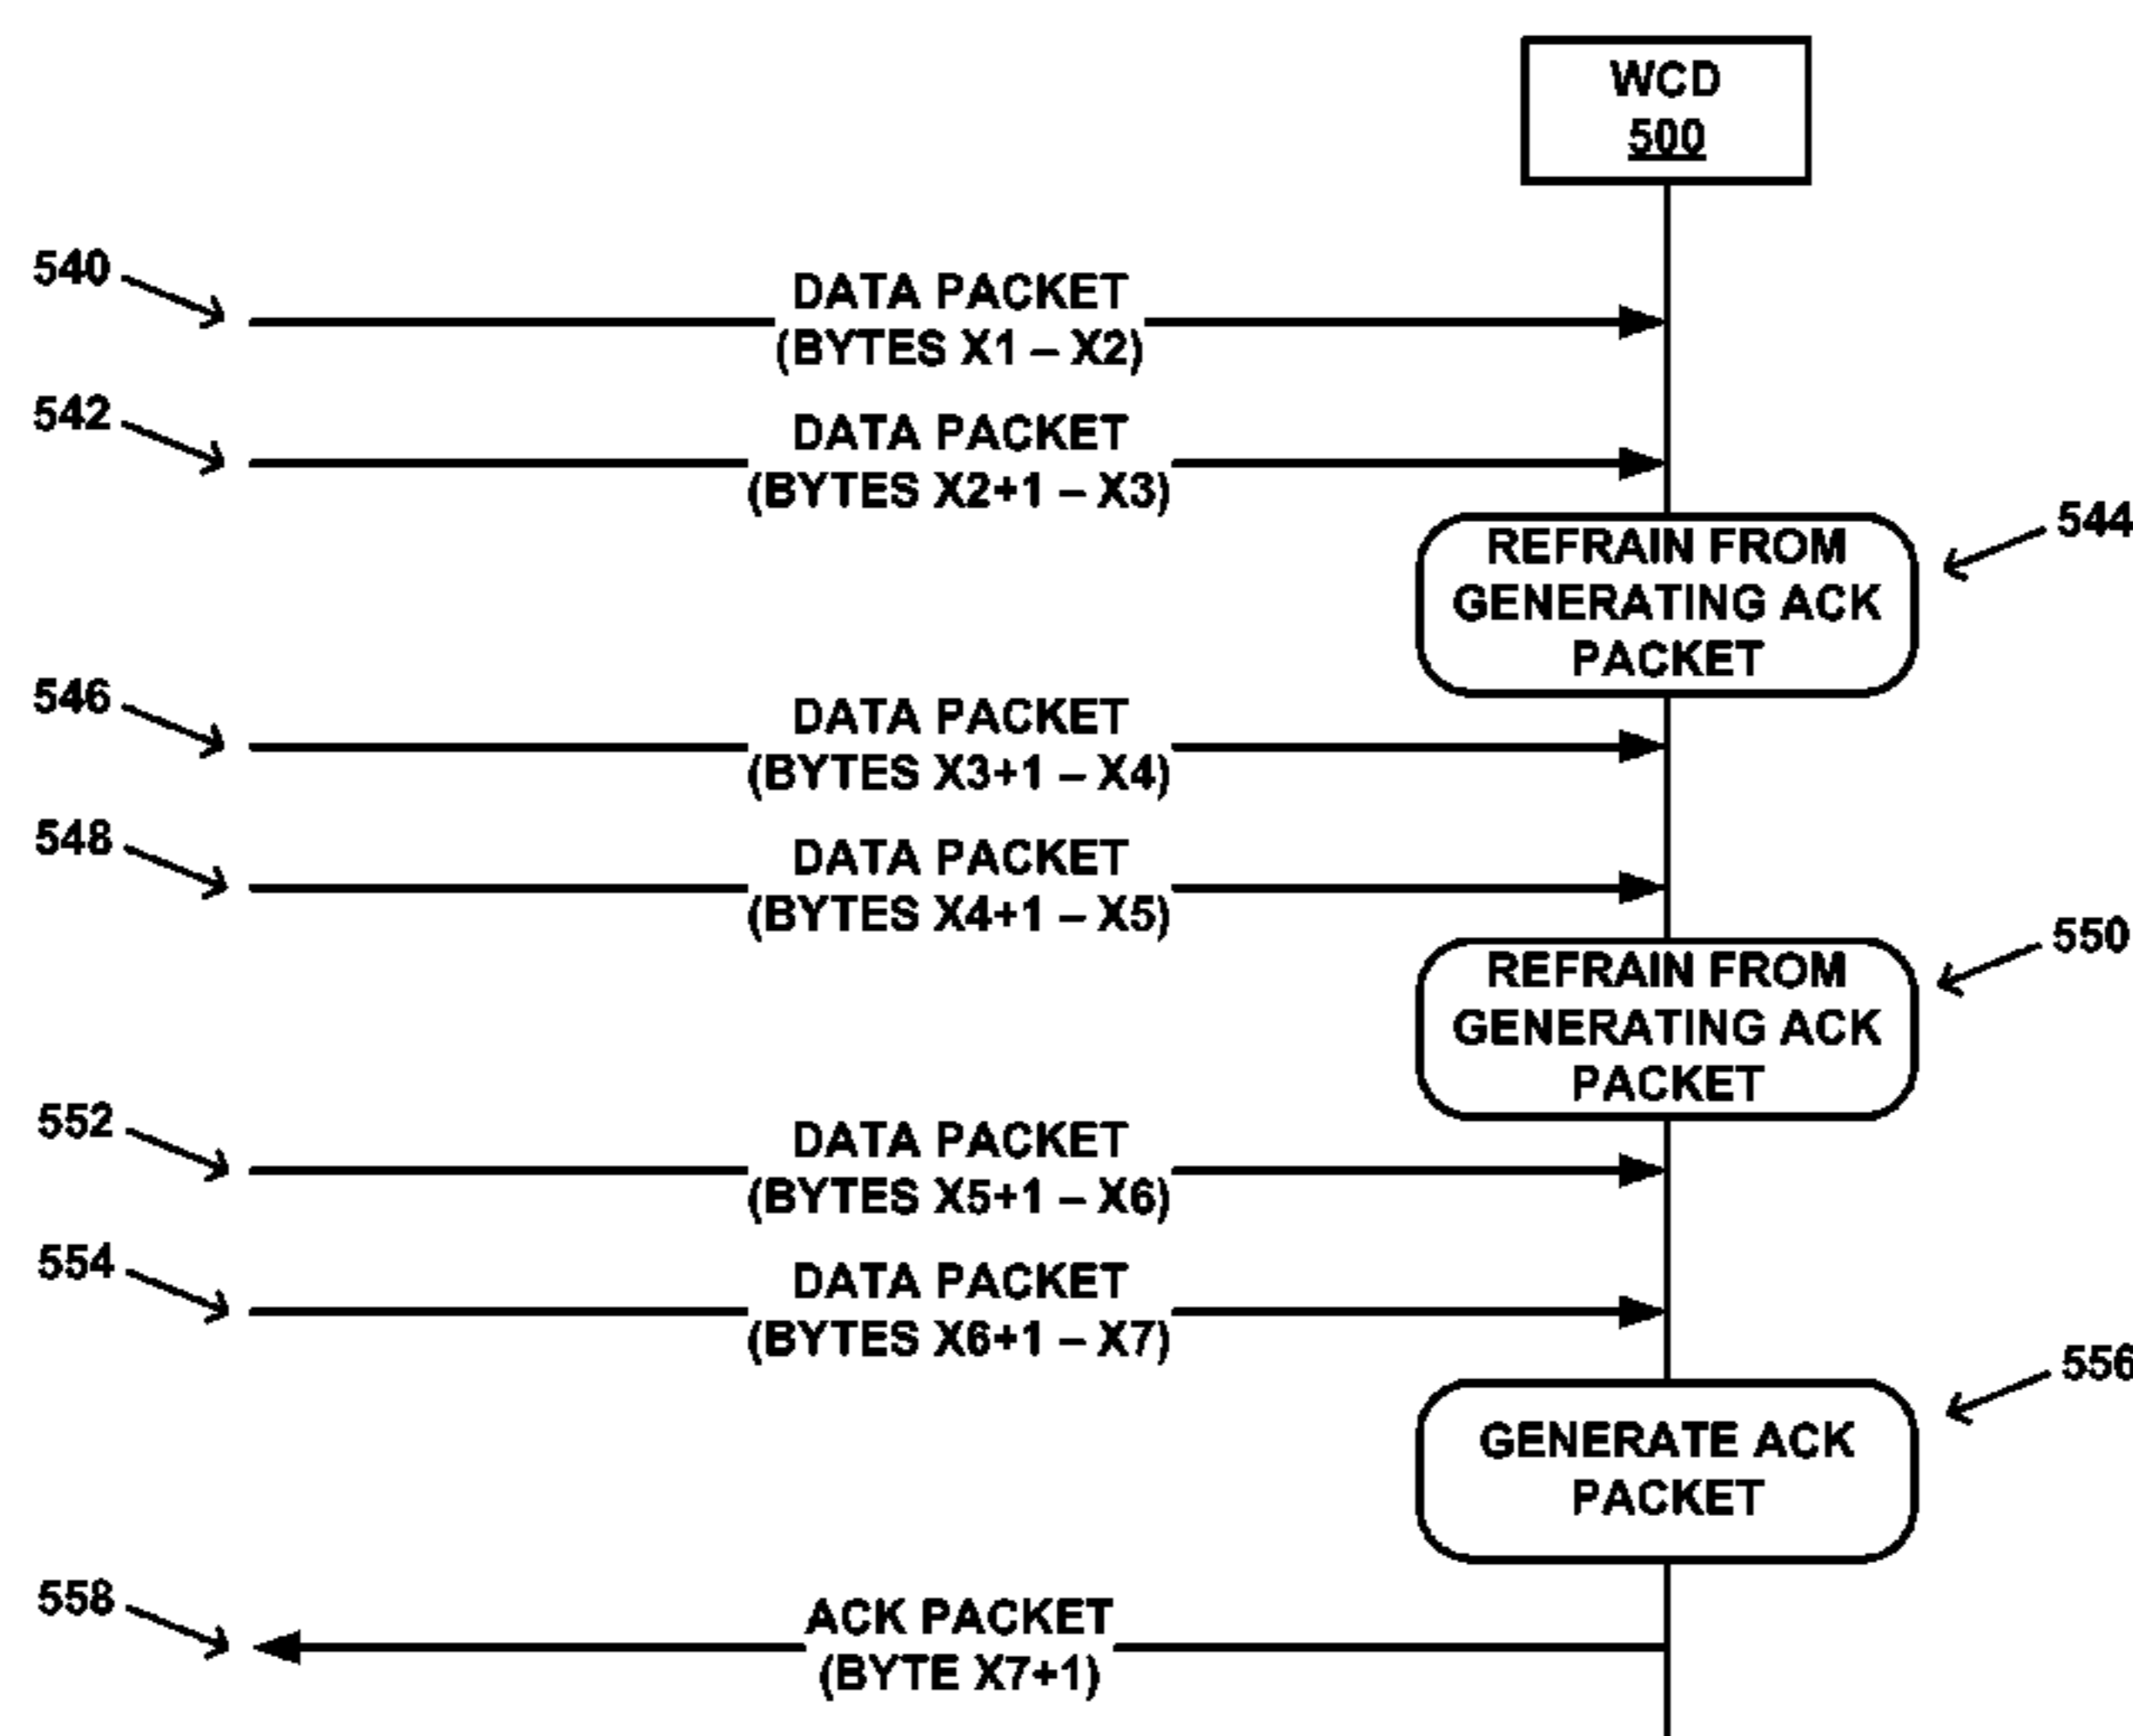 WCD
500
540
DATA PACKET
(BYTES X1 – X2)
542
DATA PACKET
(BYTES X2+1 – X3)
544
REFRAIN FROM
GENERATING ACK
PACKET
546
DATA PACKET
(BYTES X3+1 – X4)
548
DATA PACKET
(BYTES X4+1 – X5)
550
REFRAIN FROM
GENERATING ACK
PACKET
552
DATA PACKET
(BYTES X5+1 – X6)
554
DATA PACKET
(BYTES X6+1 – X7)
556
GENERATE ACK
PACKET
558
ACK PACKET
(BYTE X7+1)